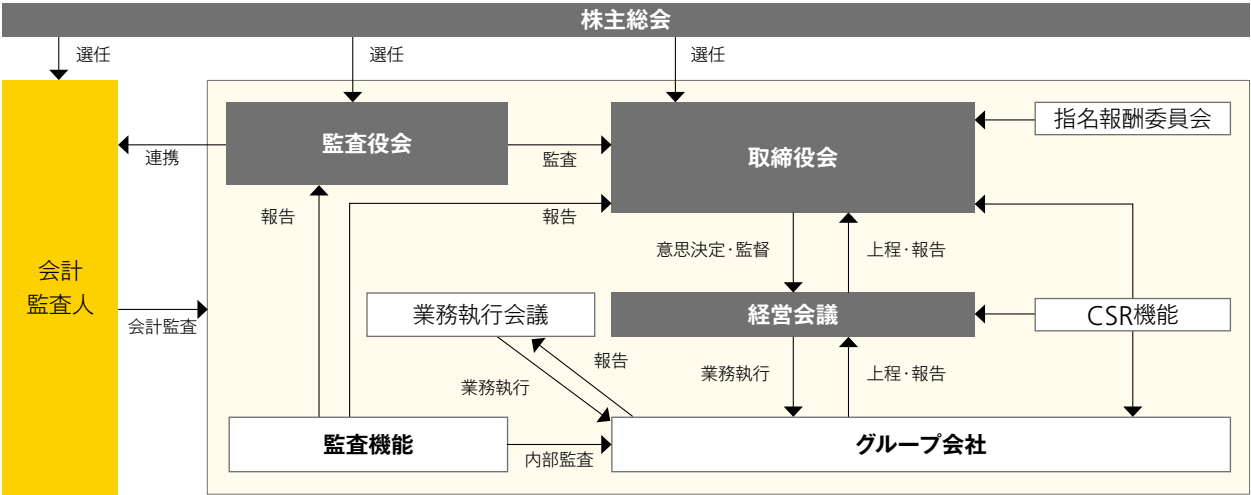 株主総会
選任
選任
選任
監査役会
取締役会
指名報酬委員会
連携
監査
報告
報告
会計
監査人
意思決定・監督
上程・報告
業務執行会議
経営会議
CSR機能
会計監査
報告
業務執行
業務執行
上程・報告
監査機能
グループ会社
内部監査